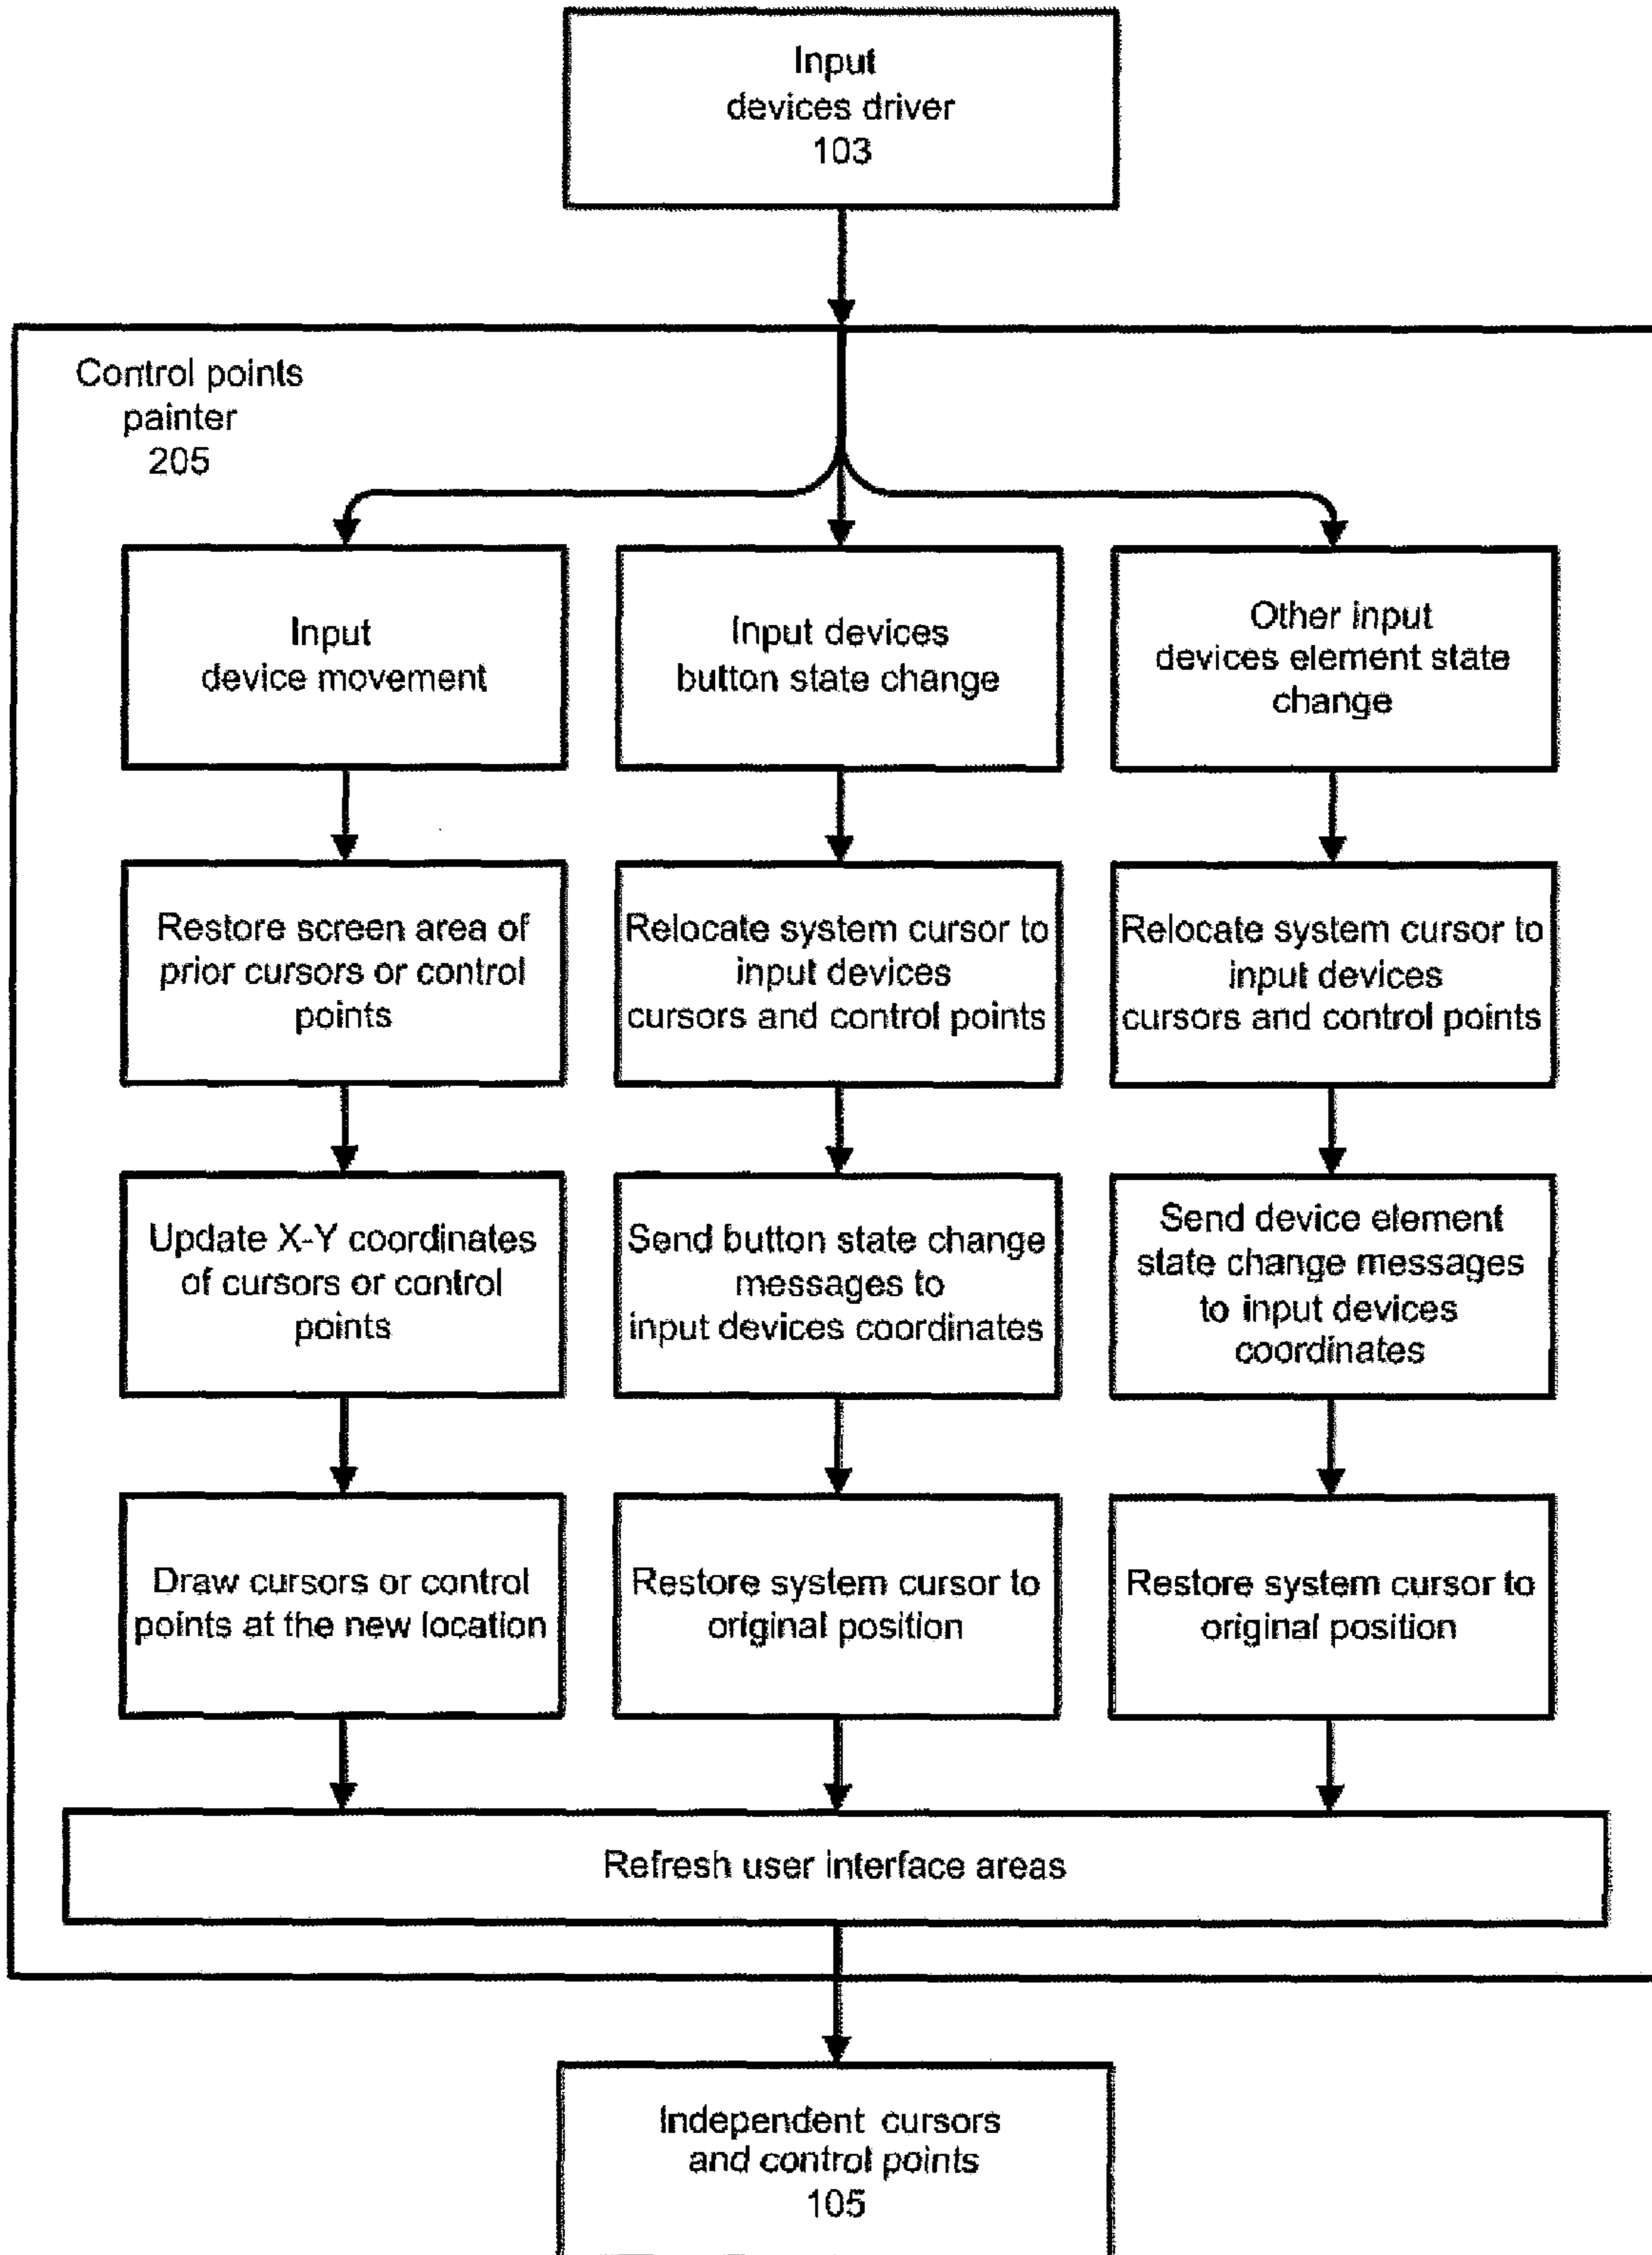 Input
devices driver
103
Control points
painter
205
Input
device movement
Input devices
button state change
Other input
devices element state
change
Restore screen area of
prior cursors or control
points
Relocate system cursor to
input devices
cursors and control points
Relocate system cursor to
input devices
cursors and control points
Update X-Y coordinates
of cursors or control
points
Send button state change
messages to
input devices coordinates
Send device element
state change messages
to input devices
coordinates
Draw cursors or control
points at the new location
Restore system cursor to
original position
Restore system cursor to
original position
Refresh user interface areas
Independent cursors
and control points
105